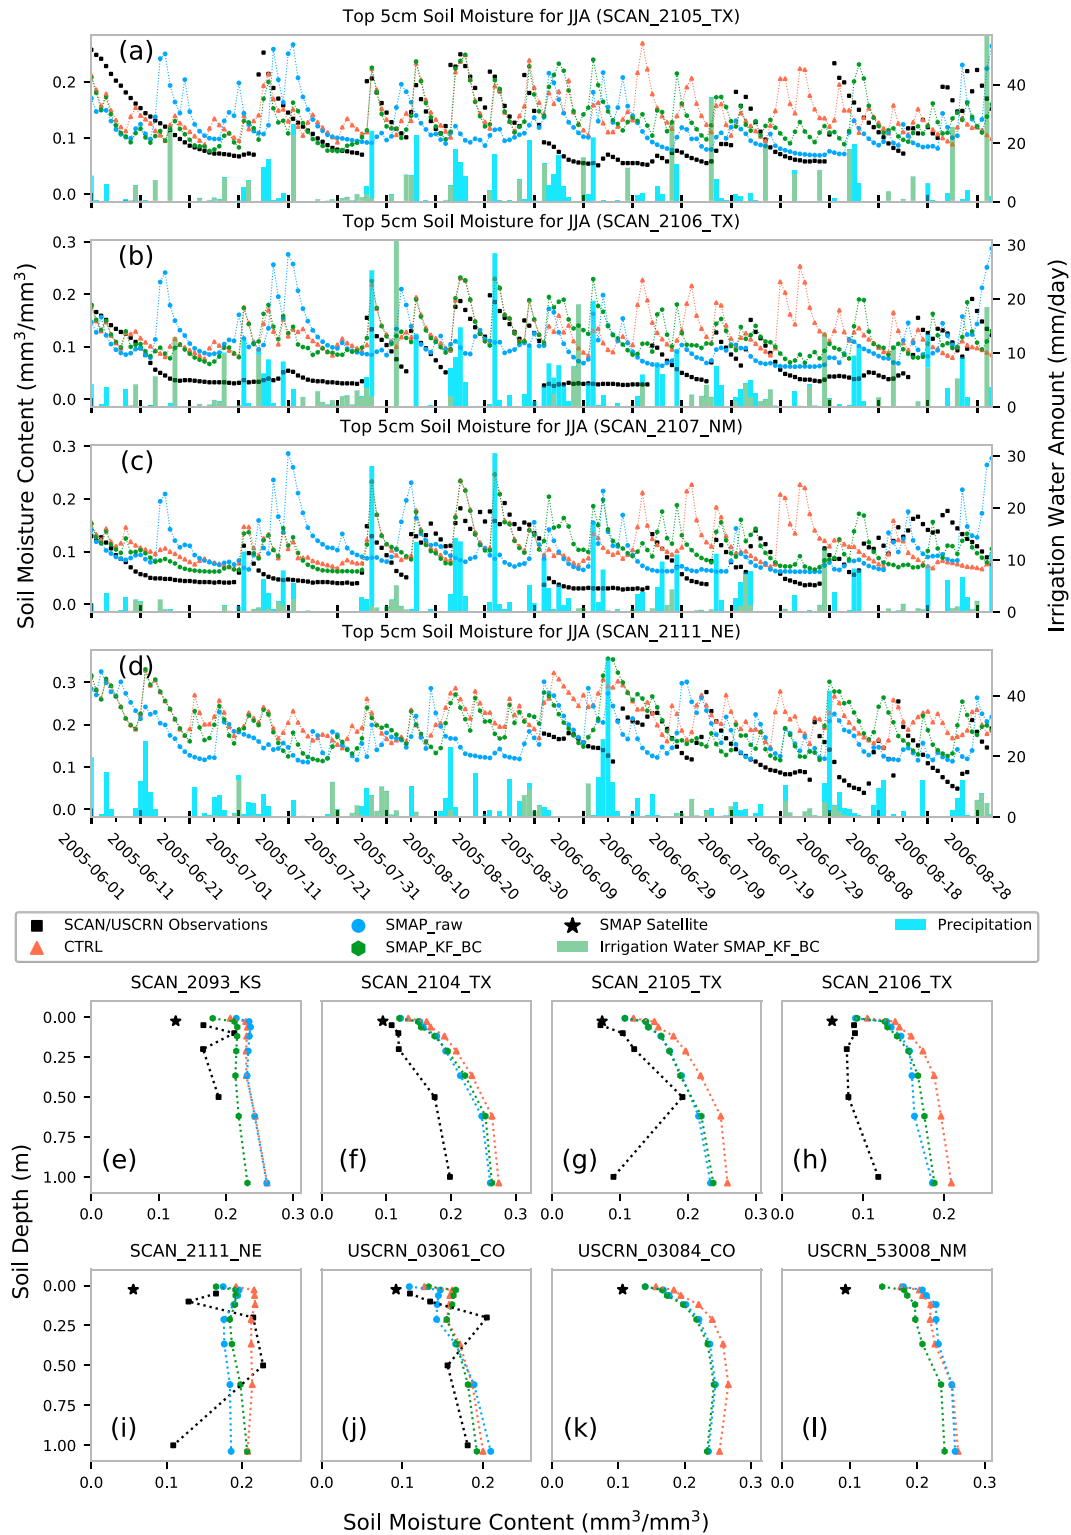 Top 5cm Soil Moisture for JJA (SCAN_2105_TX)
(a)
0.2
0.1
0.0
40
20
0
Top 5cm Soil Moisture for JJA (SCAN_2106_TX)
(b)
0.3
0.2
0.1
0.0
30
20
10
0
Top 5cm Soil Moisture for JJA (SCAN_2107_NM)
(c)
0.3
0.2
0.1
0.0
30
20
10
0
Top 5cm Soil Moisture for JJA (SCAN_2111_NE)
(d)
0.3
0.2
0.1
0.0
40
20
0
Soil Moisture Content (mm³/mm³)
Irrigation Water Amount (mm/day)
2005-06-01
2005-06-11
2005-06-21
2005-07-01
2005-07-11
2005-07-21
2005-07-31
2005-08-10
2005-08-20
2005-08-30
2006-06-09
2006-06-19
2006-06-29
2006-07-09
2006-07-19
2006-07-29
2006-08-08
2006-08-18
2006-08-28
SCAN/USCRN Observations
CTRL
SMAP_raw
SMAP_KF_BC
SMAP Satellite
Irrigation Water SMAP_KF_BC
Precipitation
SCAN_2093_KS
SCAN_2104_TX
SCAN_2105_TX
SCAN_2106_TX
0.00
0.25
0.50
0.75
1.00
(e)
(f)
(g)
(h)
0.0 0.1 0.2 0.3
0.0 0.1 0.2
0.0 0.1 0.2 0.3
0.0 0.1 0.2
SCAN_2111_NE
USCRN_03061_CO
USCRN_03084_CO
USCRN_53008_NM
0.00
0.25
0.50
0.75
1.00
(i)
(j)
(k)
(l)
0.0 0.1 0.2 0.3
0.0 0.1 0.2
0.0 0.1 0.2 0.3
0.0 0.1 0.2 0.3
Soil Depth (m)
Soil Moisture Content (mm³/mm³)